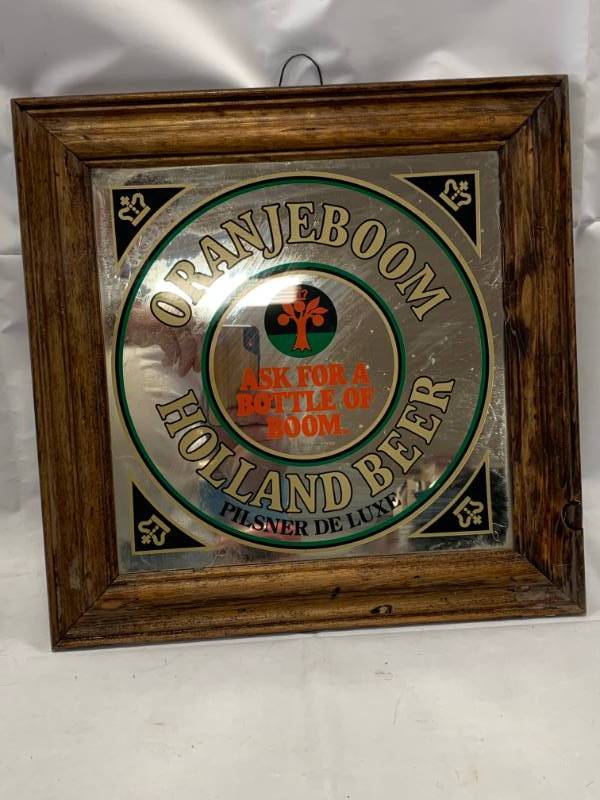 ORANJEBOOM
ASK FOR A
BOTTLE OF
BOOM.
HOLLAND BEER
PILSNER DE LUXE